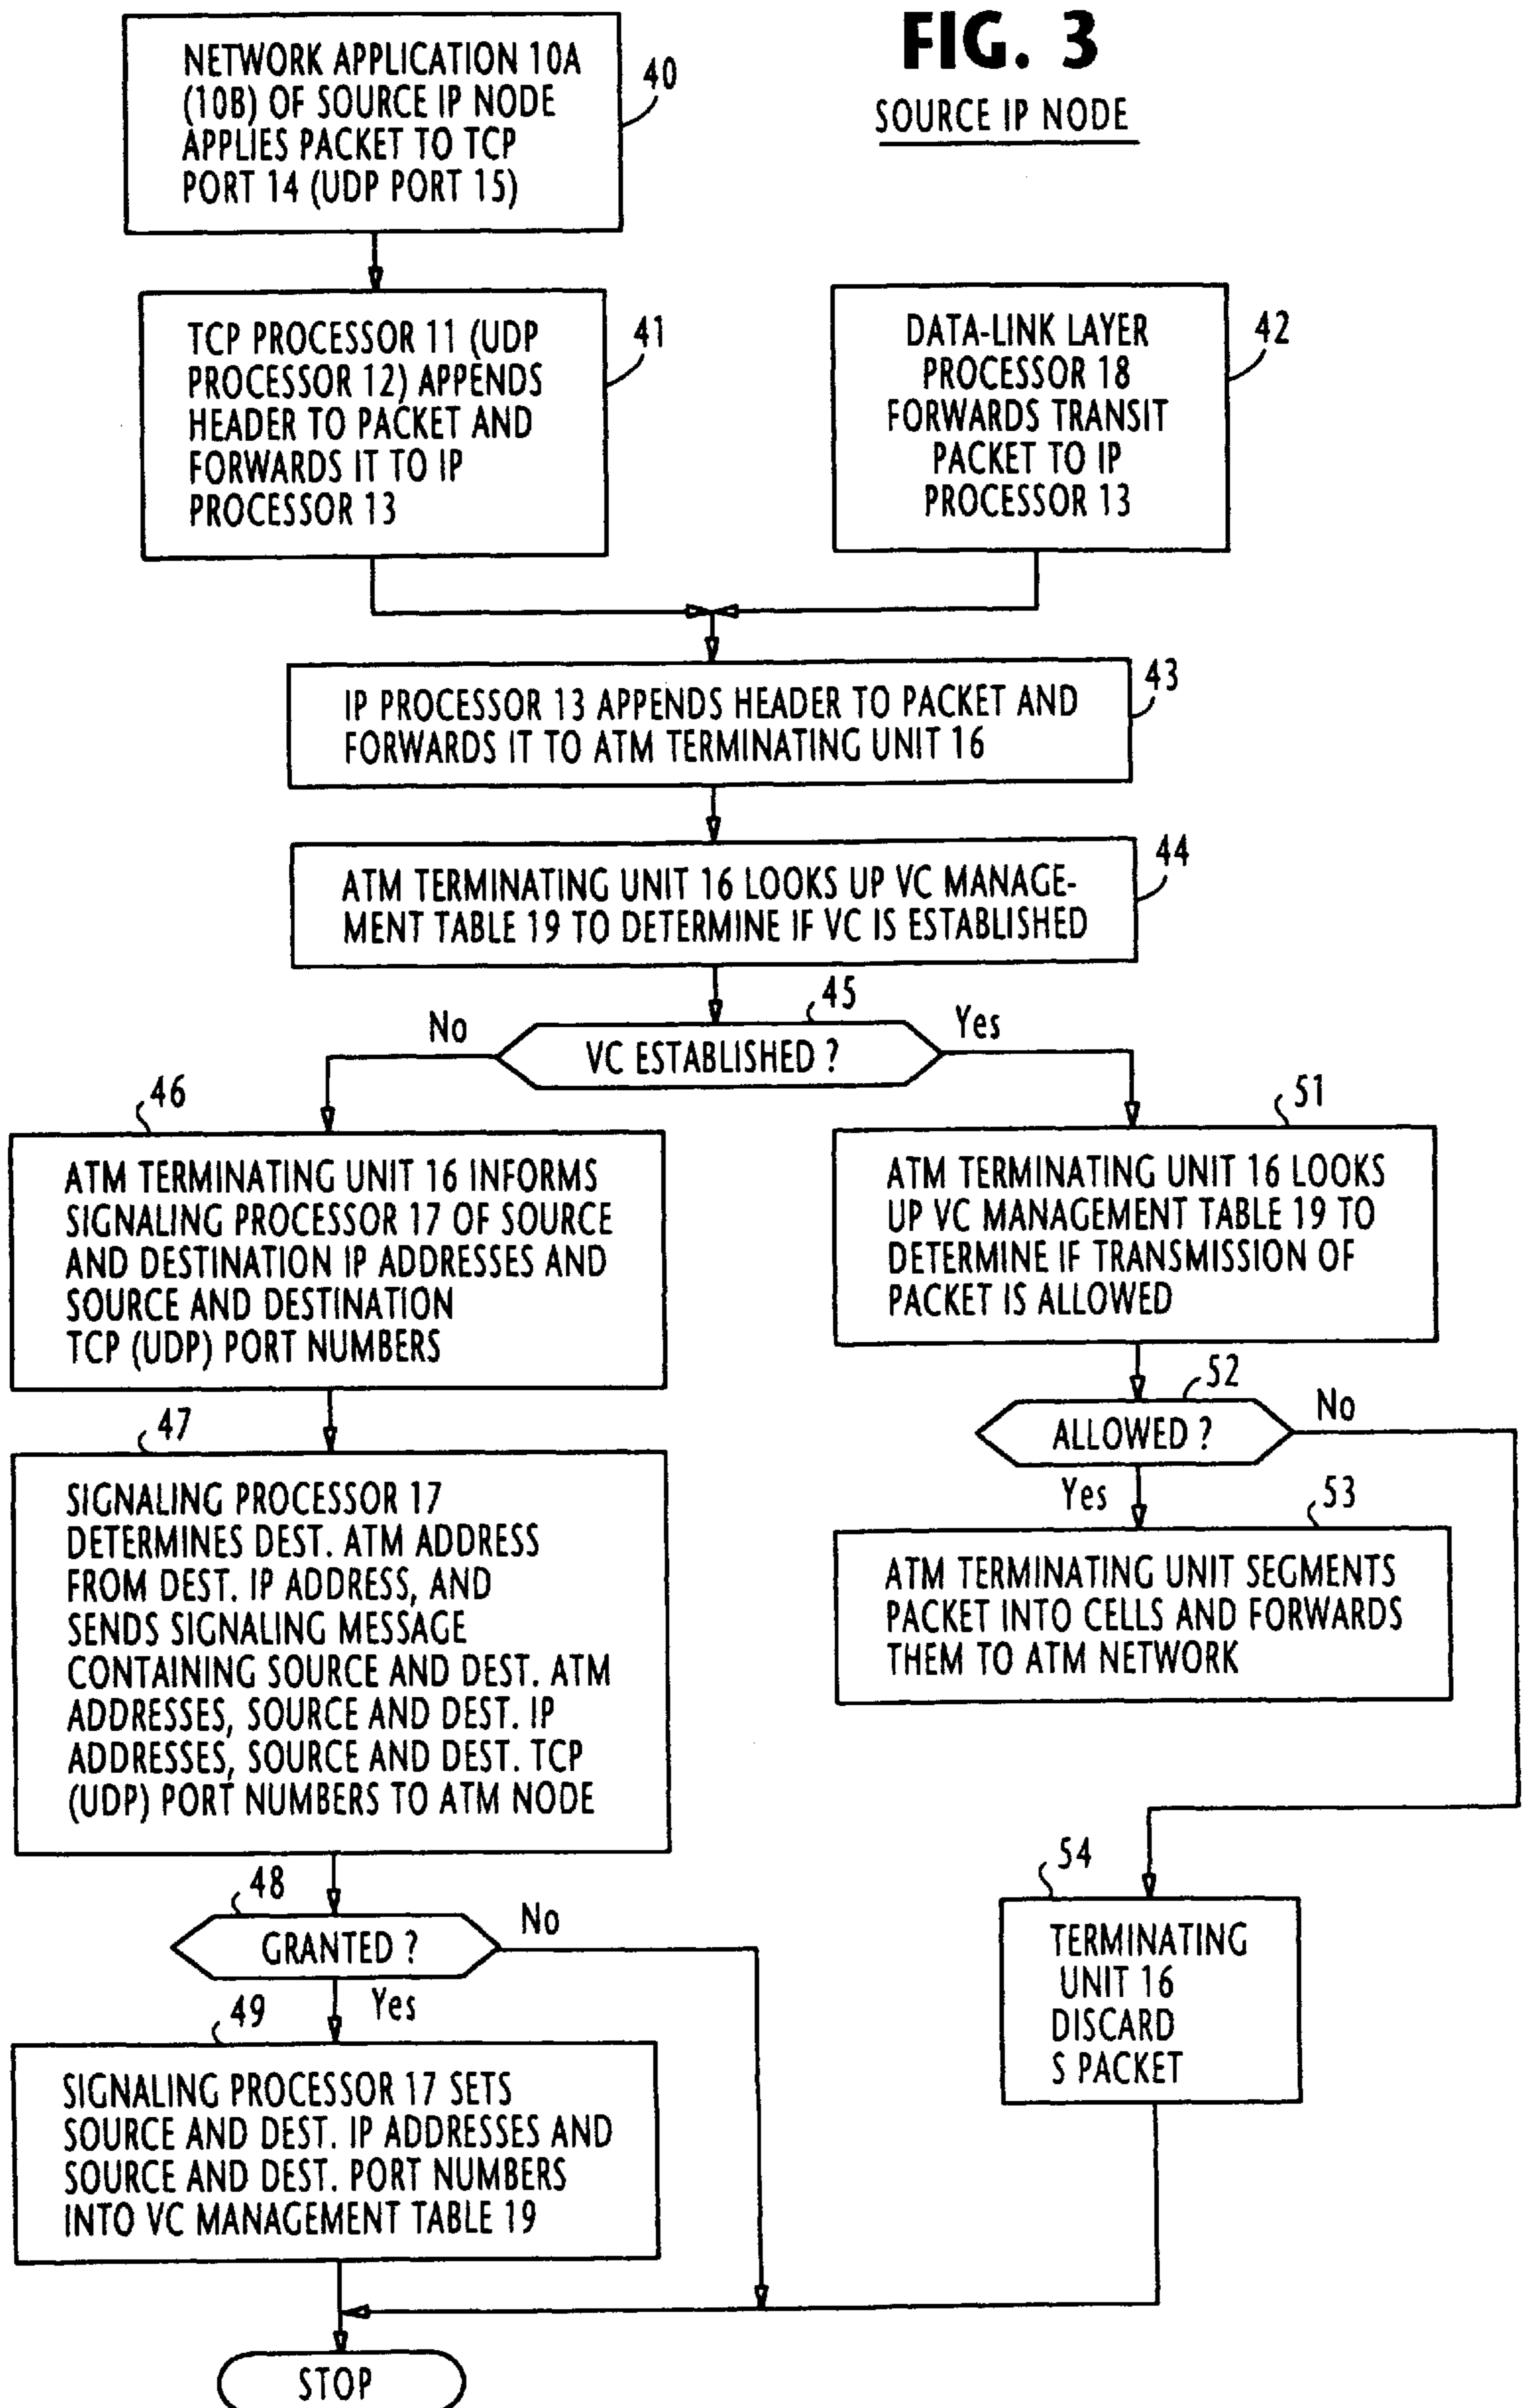 FIG. 3
SOURCE IP NODE
NETWORK APPLICATION 10A
(10B) OF SOURCE IP NODE
APPLIES PACKET TO TCP
PORT 14 (UDP PORT 15)
40
TCP PROCESSOR 11 (UDP
PROCESSOR 12) APPENDS
HEADER TO PACKET AND
FORWARDS IT TO IP
PROCESSOR 13
41
DATA-LINK LAYER
PROCESSOR 18
FORWARDS TRANSIT
PACKET TO IP
PROCESSOR 13
42
IP PROCESSOR 13 APPENDS HEADER TO PACKET AND
FORWARDS IT TO ATM TERMINATING UNIT 16
43
ATM TERMINATING UNIT 16 LOOKS UP VC MANAGE-
MENT TABLE 19 TO DETERMINE IF VC IS ESTABLISHED
44
45
No
VC ESTABLISHED ?
Yes
46
ATM TERMINATING UNIT 16 INFORMS
SIGNALING PROCESSOR 17 OF SOURCE
AND DESTINATION IP ADDRESSES AND
SOURCE AND DESTINATION
TCP (UDP) PORT NUMBERS
51
ATM TERMINATING UNIT 16 LOOKS
UP VC MANAGEMENT TABLE 19 TO
DETERMINE IF TRANSMISSION OF
PACKET IS ALLOWED
52
ALLOWED ?
No
Yes
47
SIGNALING PROCESSOR 17
DETERMINES DEST. ATM ADDRESS
FROM DEST. IP ADDRESS, AND
SENDS SIGNALING MESSAGE
CONTAINING SOURCE AND DEST. ATM
ADDRESSES, SOURCE AND DEST. IP
ADDRESSES, SOURCE AND DEST. TCP
(UDP) PORT NUMBERS TO ATM NODE
53
ATM TERMINATING UNIT SEGMENTS
PACKET INTO CELLS AND FORWARDS
THEM TO ATM NETWORK
48
GRANTED ?
No
Yes
54
TERMINATING
UNIT 16
DISCARD
S PACKET
49
SIGNALING PROCESSOR 17 SETS
SOURCE AND DEST. IP ADDRESSES AND
SOURCE AND DEST. PORT NUMBERS
INTO VC MANAGEMENT TABLE 19
STOP